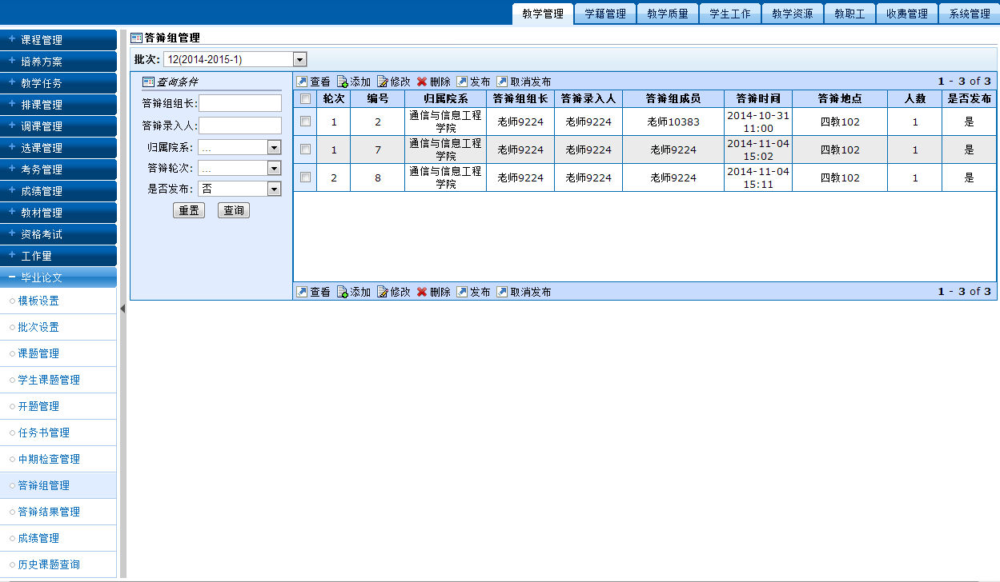 教学管理 学籍管理 教学质量 学生工作 教学资源 教职工 收费管理 系统管理
课程管理
培养方案
教学任务
排课管理
调课管理
选课管理
考务管理
成绩管理
教材管理
资格考试
工作量
毕业论文
模板设置
批次设置
课题管理
学生课题管理
开题管理
任务书管理
中期检查管理
答辩组管理
答辩结果管理
成绩管理
历史课题查询
答辩组管理
批次: 12(2014-2015-1)
查询条件
答辩组组长:
答辩录入人:
归属院系: ...
答辩轮次: ...
是否发布: 否
重置 查询
查看 添加 修改 删除 发布 取消发布 1 - 3 of 3
轮次 编号 归属院系 答辩组组长 答辩录入人 答辩组成员 答辩时间 答辩地点 人数 是否发布
1 2 通信与信息工程学院 老师9224 老师9224 老师10383 2014-10-31 11:00 四教102 1 是
1 7 通信与信息工程学院 老师9224 老师9224 老师9224 2014-11-04 15:02 四教102 1 是
2 8 通信与信息工程学院 老师9224 老师9224 老师9224 2014-11-04 15:11 四教102 1 是
查看 添加 修改 删除 发布 取消发布 1 - 3 of 3